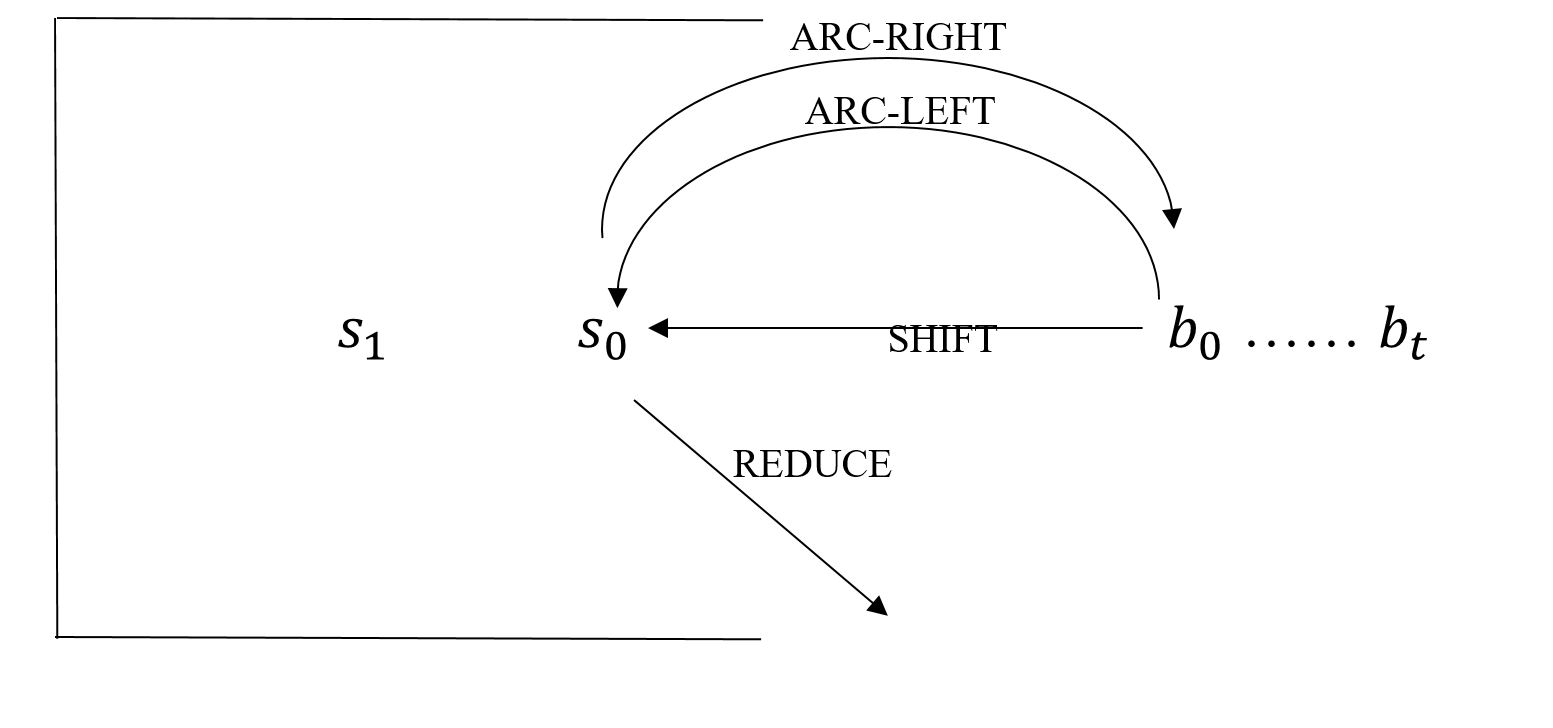 ARC-RIGHT
ARC-LEFT
s₁ s₀ SHIFT b₀ …… bₜ
REDUCE